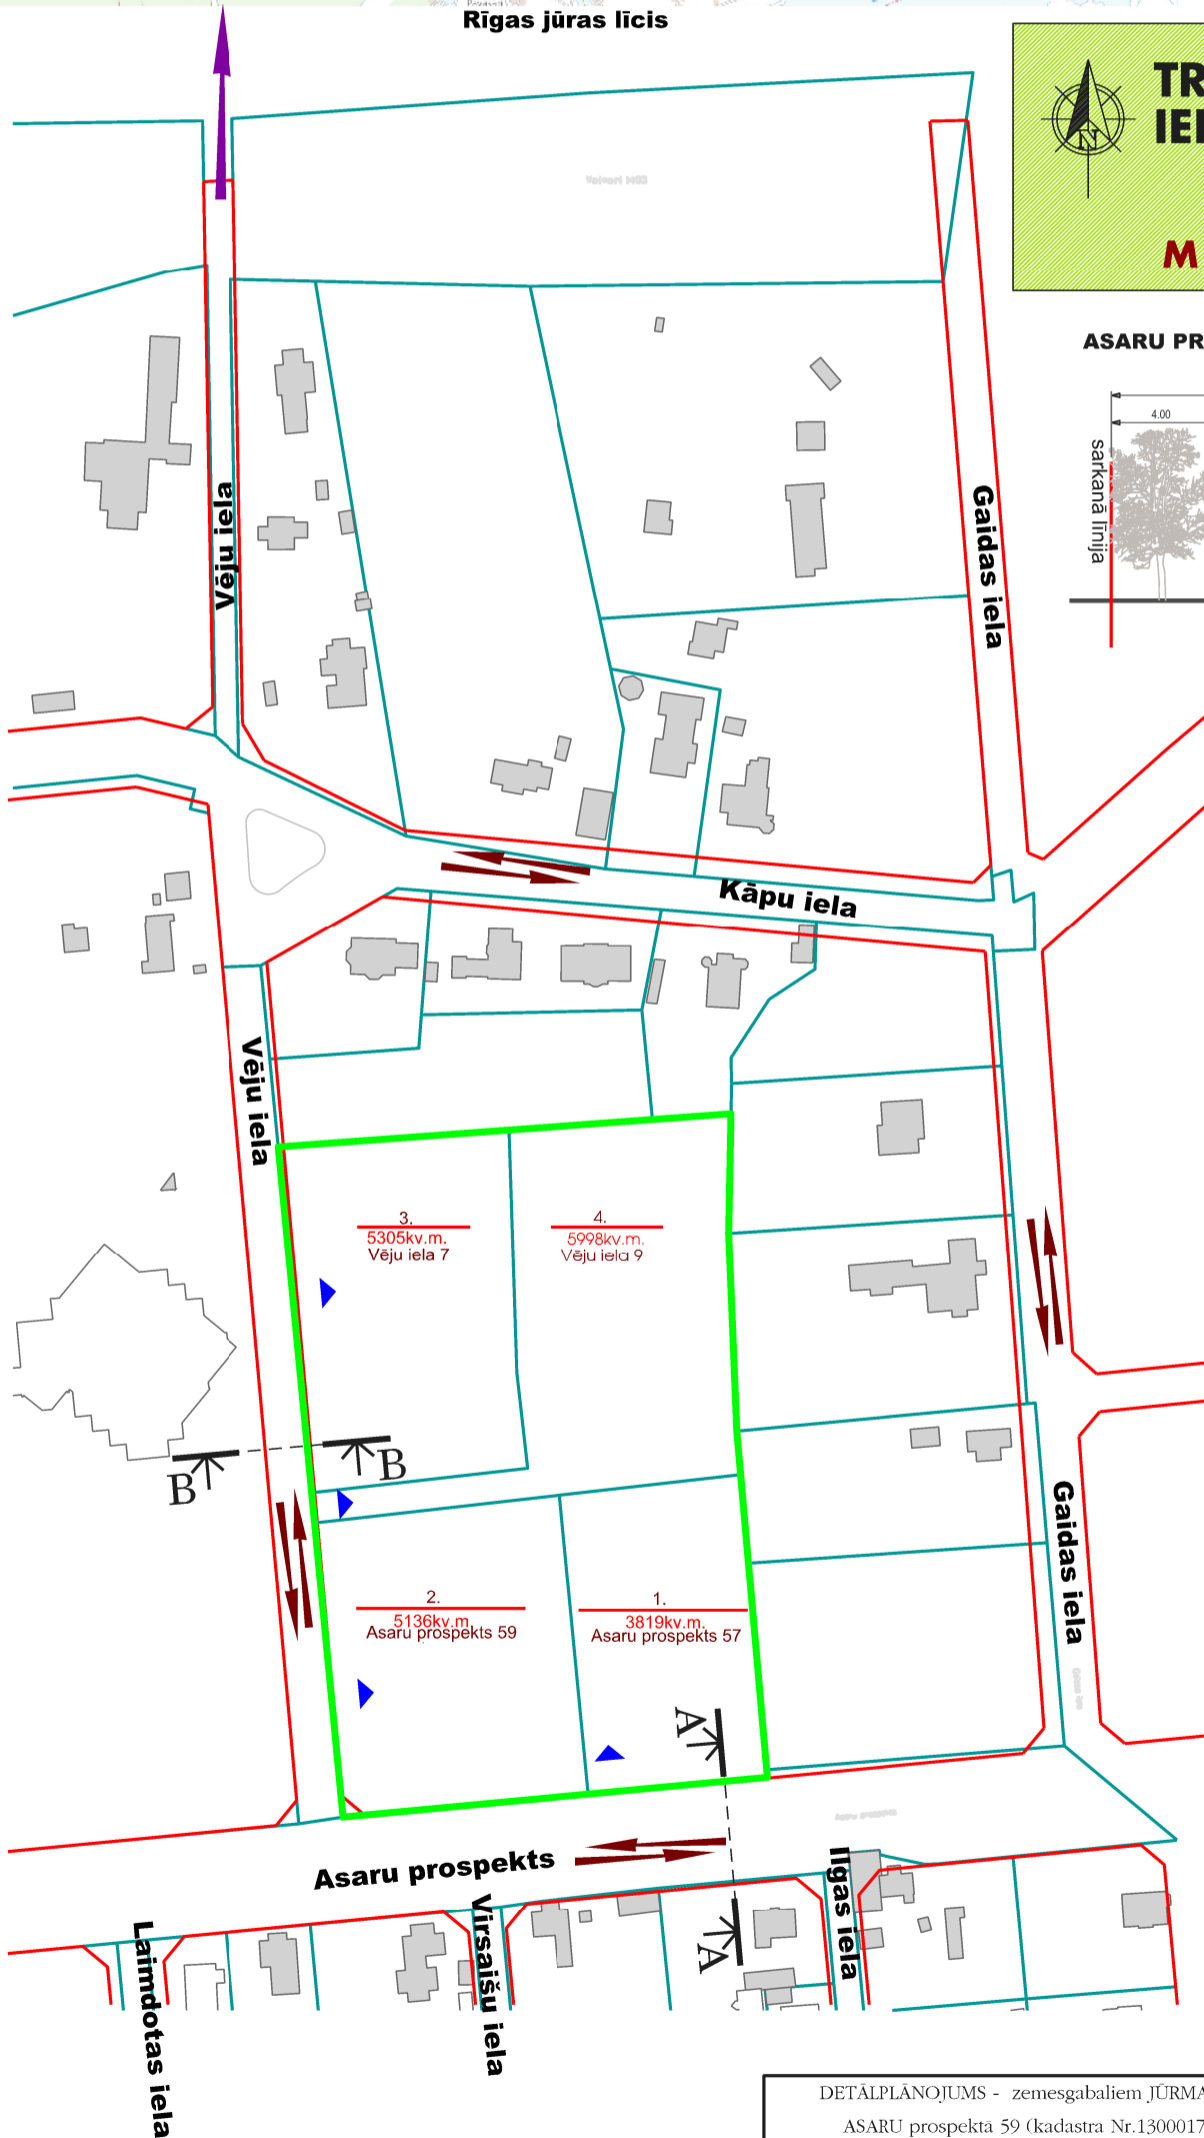 Rīgas jūras līcis
N
TR
IEI
M
ASARU PR
4.00
sarkanā līnija
Vēju iela
Gaidas iela
Kāpu iela
Vēju iela
3.
5305kv.m.
Vēju iela 7
4.
5998kv.m.
Vēju iela 9
B
B
2.
5136kv.m.
Asaru prospekts 59
1.
3819kv.m.
Asaru prospekts 57
Gaidas iela
A
Asaru prospekts
A
Laimdotas iela
Virsaišu iela
Ilgas iela
DETĀLPLĀNOJUMS - zemesgabaliem JŪRMA
ASARU prospektā 59 (kadastra Nr.1300017